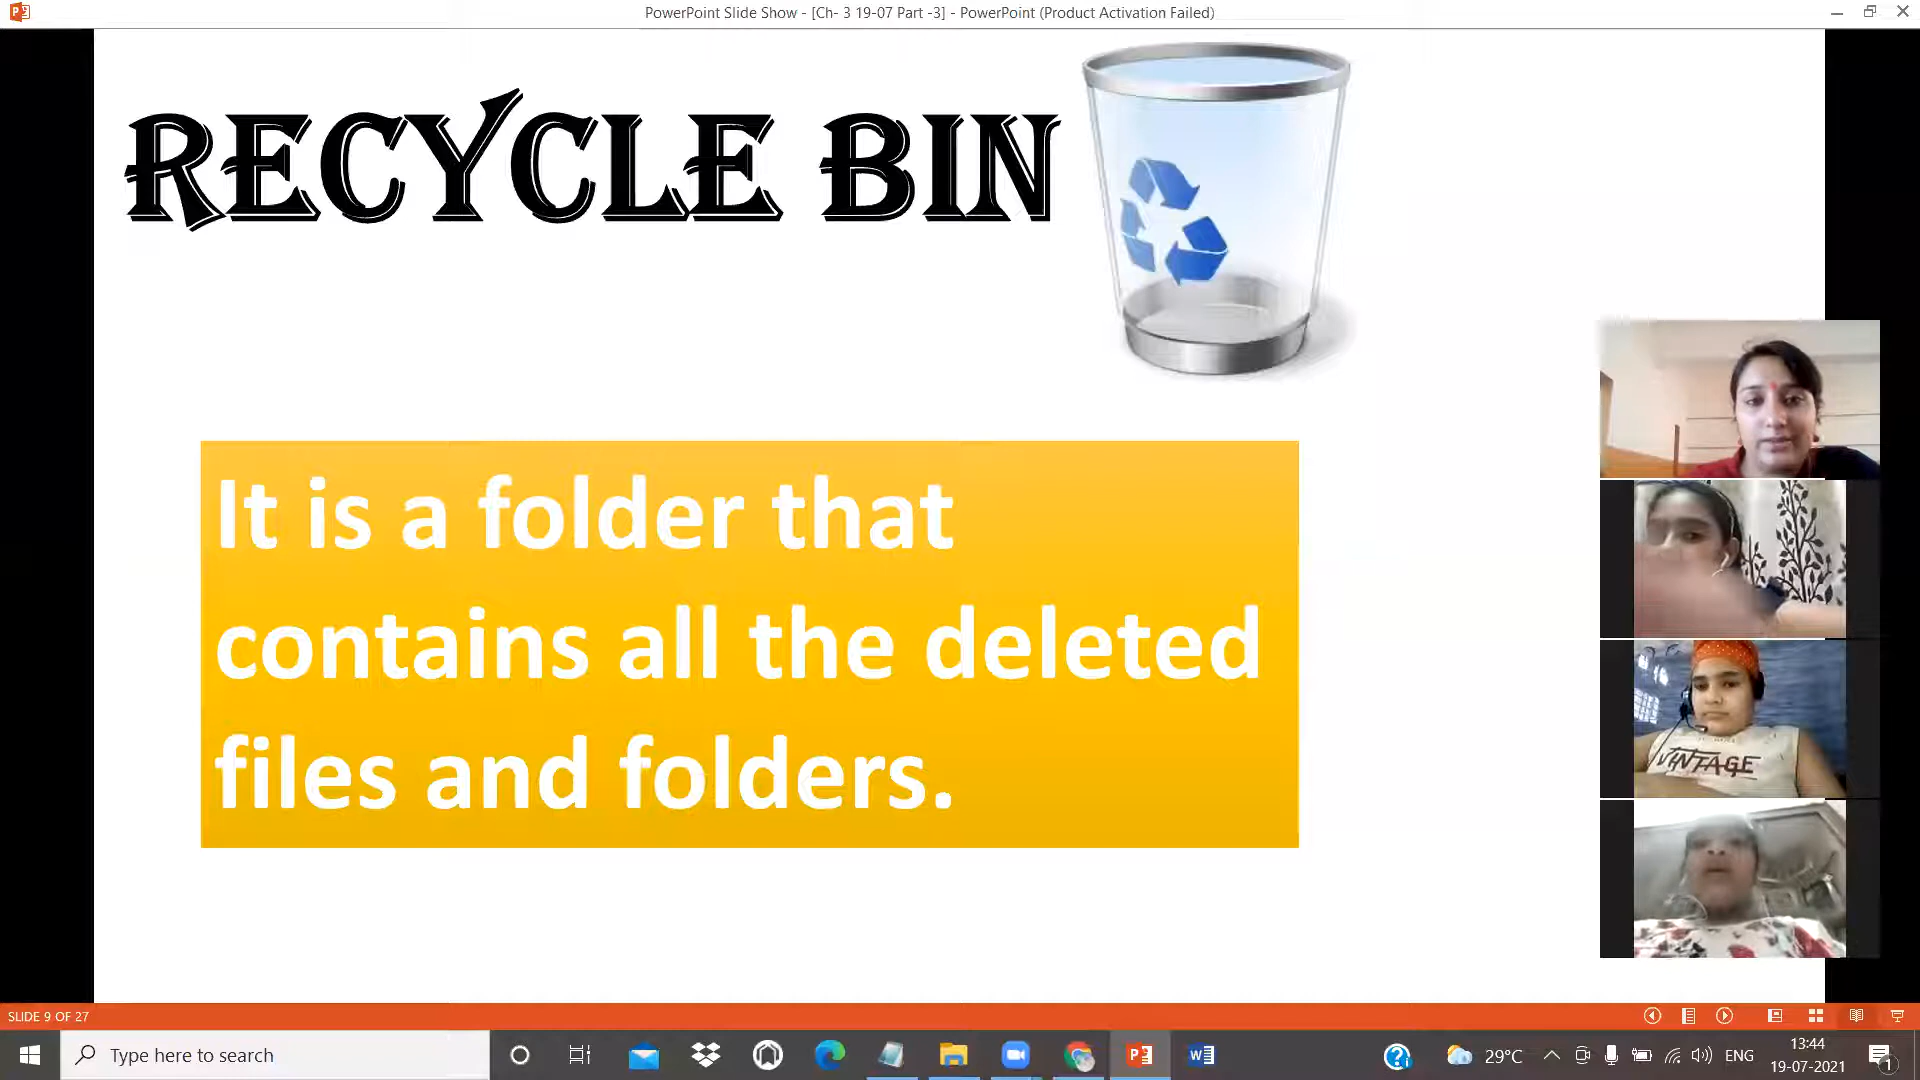 PowerPoint Slide Show - [Ch- 3 19-07 Part -3] - PowerPoint (Product Activation Failed)
RECYCLE BIN
It is a folder that
contains all the deleted
files and folders.
VINTAGE
SLIDE 9 OF 27
Type here to search
29°C
ENG
13:44
19-07-2021
1